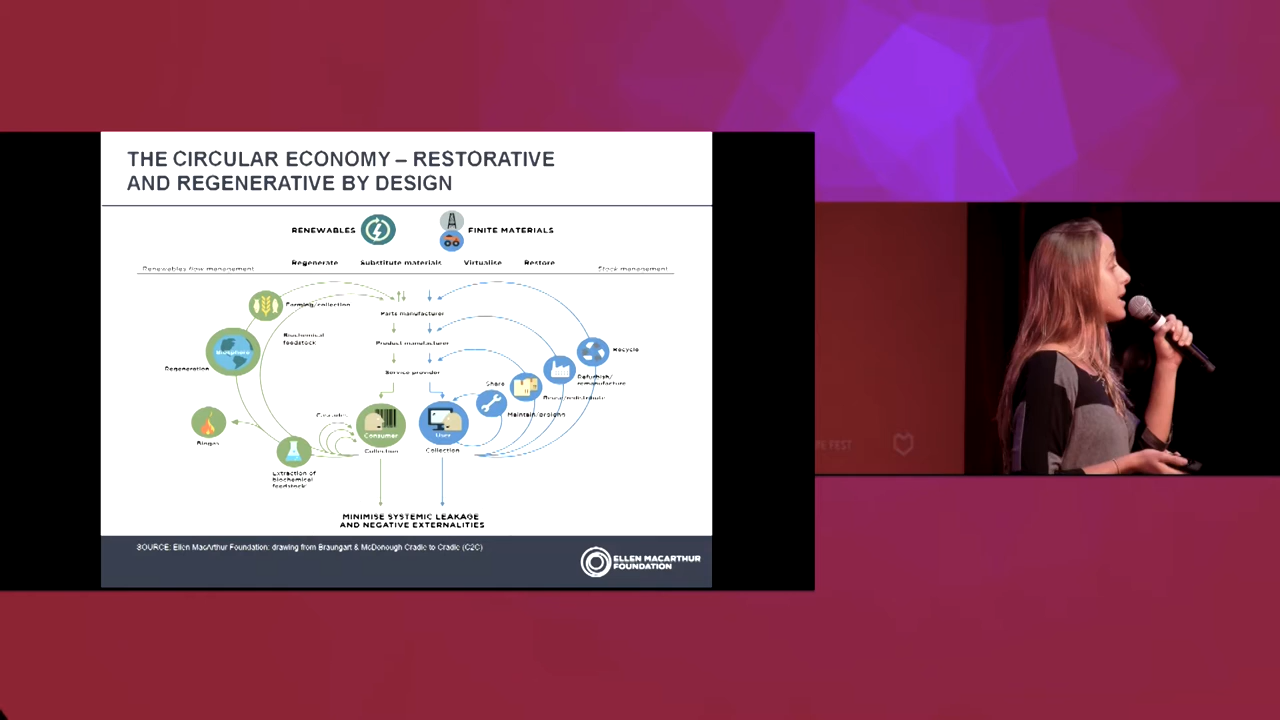 THE CIRCULAR ECONOMY – RESTORATIVE
AND REGENERATIVE BY DESIGN
RENEWABLES
FINITE MATERIALS
Regenerate
Substitute materials
Virtualise
Restore
Renewables flow management
Stock management
Farming/collection
Parts manufacturer
Biochemical
feedstock
Product manufacturer
Biosphere
Recycle
Regeneration
Service provider
Refurbish/
remanufacture
Share
Reuse/redistribute
Maintain/prolong
Cascades
Consumer
User
Biogas
Collection
Collection
Extraction of
biochemical
feedstock
MINIMISE SYSTEMIC LEAKAGE
AND NEGATIVE EXTERNALITIES
SOURCE: Ellen MacArthur Foundation: drawing from Braungart & McDonough Cradle to Cradle (C2C)
ELLEN MACARTHUR
FOUNDATION
FEST